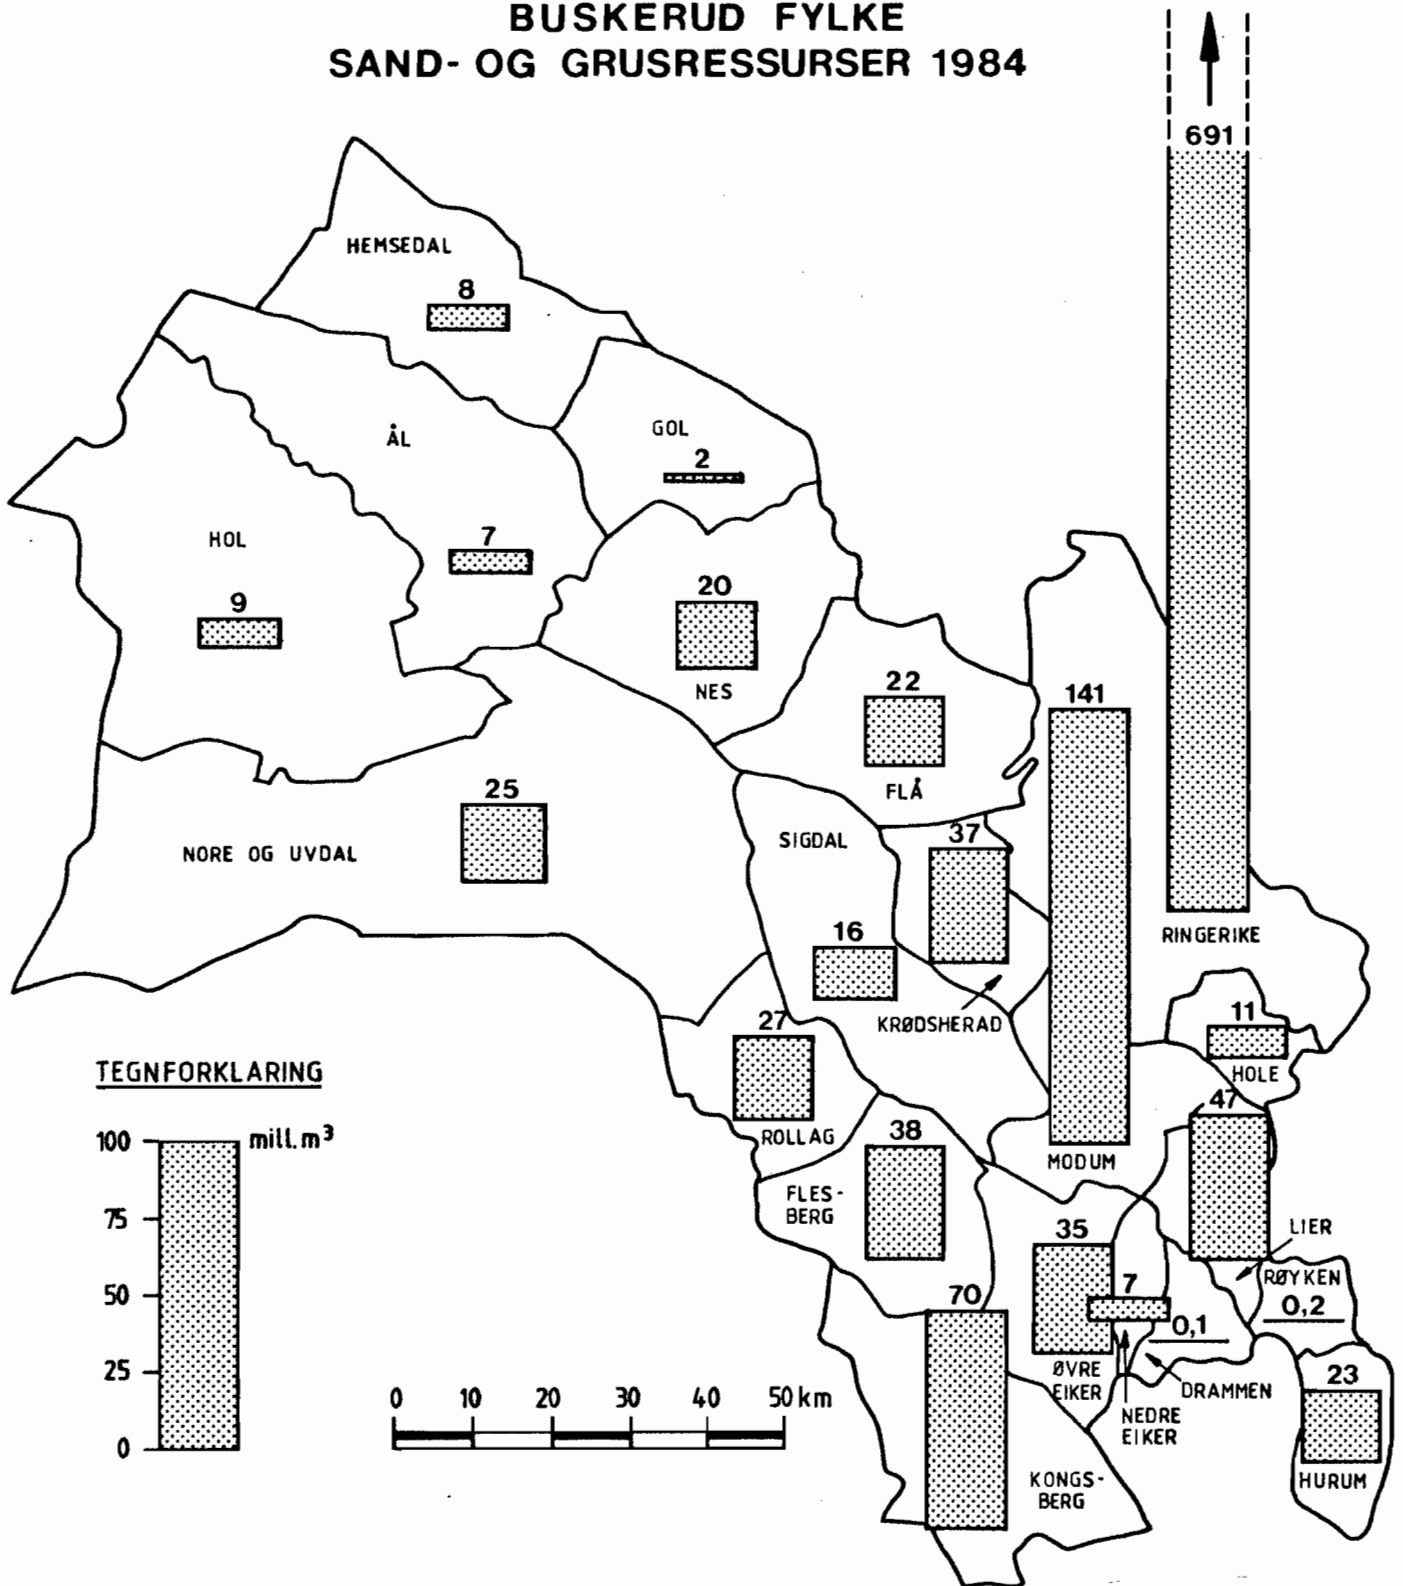 BUSKERUD FYLKE
SAND- OG GRUSRESSURSER 1984
691
HEMSEDAL
8
GOL
2
ÅL
7
HOL
9
20
NES
22
FLÅ
141
MODUM
25
NORE OG UVDAL
SIGDAL
16
37
KRØDSHERAD
RINGERIKE
11
HOLE
27
ROLLAG
47
LIER
38
FLES-
BERG
35
ØVRE
EIKER
7
NEDRE
EIKER
0,1
DRAMMEN
RØYKEN
0,2
70
KONGS-
BERG
23
HURUM
TEGNFORKLARING
100 mill. m³
75
50
25
0
0 10 20 30 40 50 km